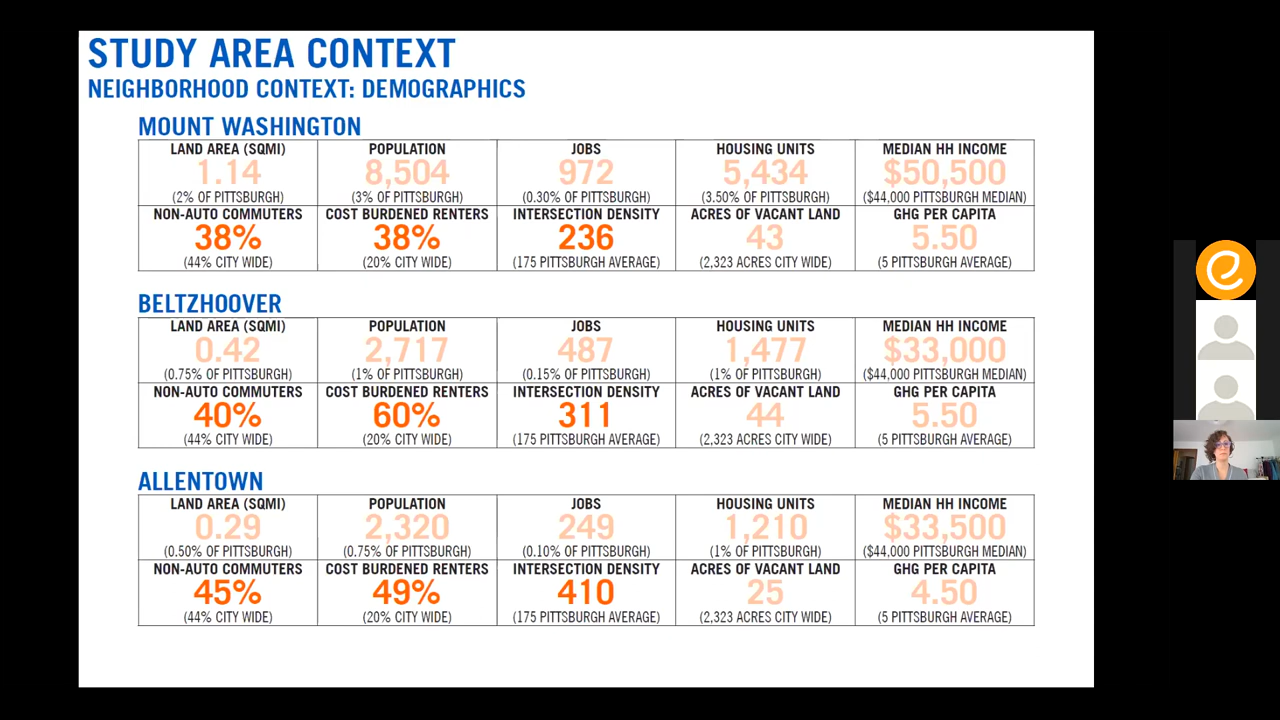 STUDY AREA CONTEXT
NEIGHBORHOOD CONTEXT: DEMOGRAPHICS
MOUNT WASHINGTON
LAND AREA (SQMI) POPULATION JOBS HOUSING UNITS MEDIAN HH INCOME
1.14 8,504 972 5,434 $50,500
(2% OF PITTSBURGH) (3% OF PITTSBURGH) (0.30% OF PITTSBURGH) (3.50% OF PITTSBURGH) ($44,000 PITTSBURGH MEDIAN)
NON-AUTO COMMUTERS COST BURDENED RENTERS INTERSECTION DENSITY ACRES OF VACANT LAND GHG PER CAPITA
38% 38% 236 43 5.50
(44% CITY WIDE) (20% CITY WIDE) (175 PITTSBURGH AVERAGE) (2,323 ACRES CITY WIDE) (5 PITTSBURGH AVERAGE)
BELTZHOOVER
LAND AREA (SQMI) POPULATION JOBS HOUSING UNITS MEDIAN HH INCOME
0.42 2,717 487 1,477 $33,000
(0.75% OF PITTSBURGH) (1% OF PITTSBURGH) (0.15% OF PITTSBURGH) (1% OF PITTSBURGH) ($44,000 PITTSBURGH MEDIAN)
NON-AUTO COMMUTERS COST BURDENED RENTERS INTERSECTION DENSITY ACRES OF VACANT LAND GHG PER CAPITA
40% 60% 311 44 5.50
(44% CITY WIDE) (20% CITY WIDE) (175 PITTSBURGH AVERAGE) (2,323 ACRES CITY WIDE) (5 PITTSBURGH AVERAGE)
ALLENTOWN
LAND AREA (SQMI) POPULATION JOBS HOUSING UNITS MEDIAN HH INCOME
0.29 2,320 249 1,210 $33,500
(0.50% OF PITTSBURGH) (0.75% OF PITTSBURGH) (0.10% OF PITTSBURGH) (1% OF PITTSBURGH) ($44,000 PITTSBURGH MEDIAN)
NON-AUTO COMMUTERS COST BURDENED RENTERS INTERSECTION DENSITY ACRES OF VACANT LAND GHG PER CAPITA
45% 49% 410 25 4.50
(44% CITY WIDE) (20% CITY WIDE) (175 PITTSBURGH AVERAGE) (2,323 ACRES CITY WIDE) (5 PITTSBURGH AVERAGE)